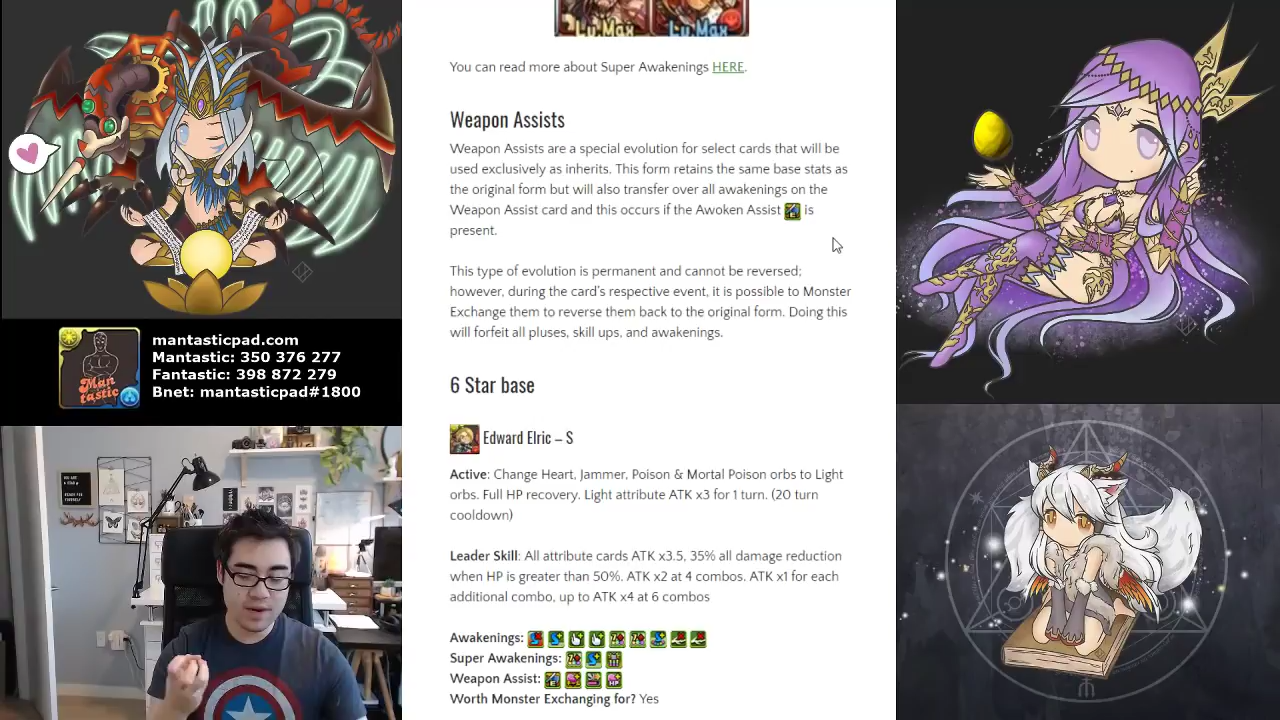 Lv.Max Lv.Max
You can read more about Super Awakenings HERE.
Weapon Assists
Weapon Assists are a special evolution for select cards that will be
used exclusively as inherits. This form retains the same base stats as
the original form but will also transfer over all awakenings on the
Weapon Assist card and this occurs if the Awoken Assist is
present.
This type of evolution is permanent and cannot be reversed;
however, during the card's respective event, it is possible to Monster
Exchange them to reverse them back to the original form. Doing this
will forfeit all pluses, skill ups, and awakenings.
6 Star base
Edward Elric – S
Active: Change Heart, Jammer, Poison & Mortal Poison orbs to Light
orbs. Full HP recovery. Light attribute ATK x3 for 1 turn. (20 turn
cooldown)
Leader Skill: All attribute cards ATK x3.5, 35% all damage reduction
when HP is greater than 50%. ATK x2 at 4 combos. ATK x1 for each
additional combo, up to ATK x4 at 6 combos
Awakenings:
Super Awakenings:
Weapon Assist:
Worth Monster Exchanging for? Yes
Man
tastic
mantasticpad.com
Mantastic: 350 376 277
Fantastic: 398 872 279
Bnet: mantasticpad#1800